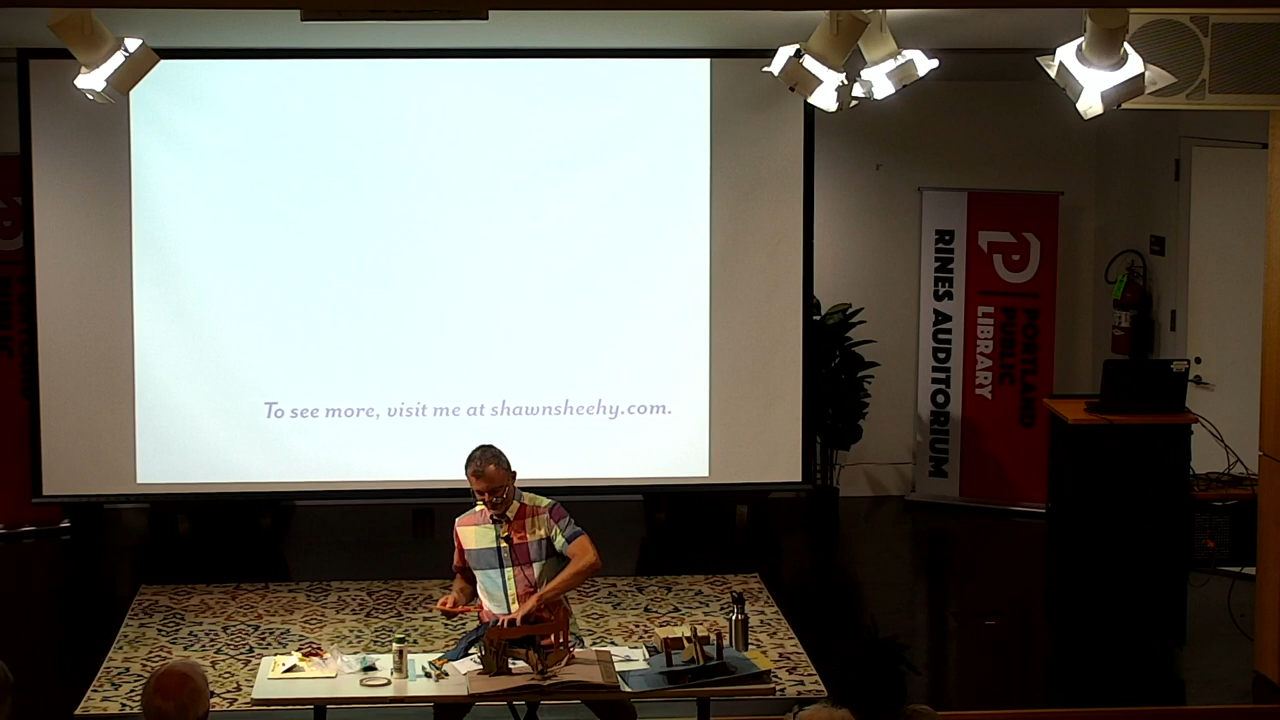 To see more, visit me at shawnsheehy.com.
RINES AUDITORIUM
PORTLAND
PUBLIC
LIBRARY